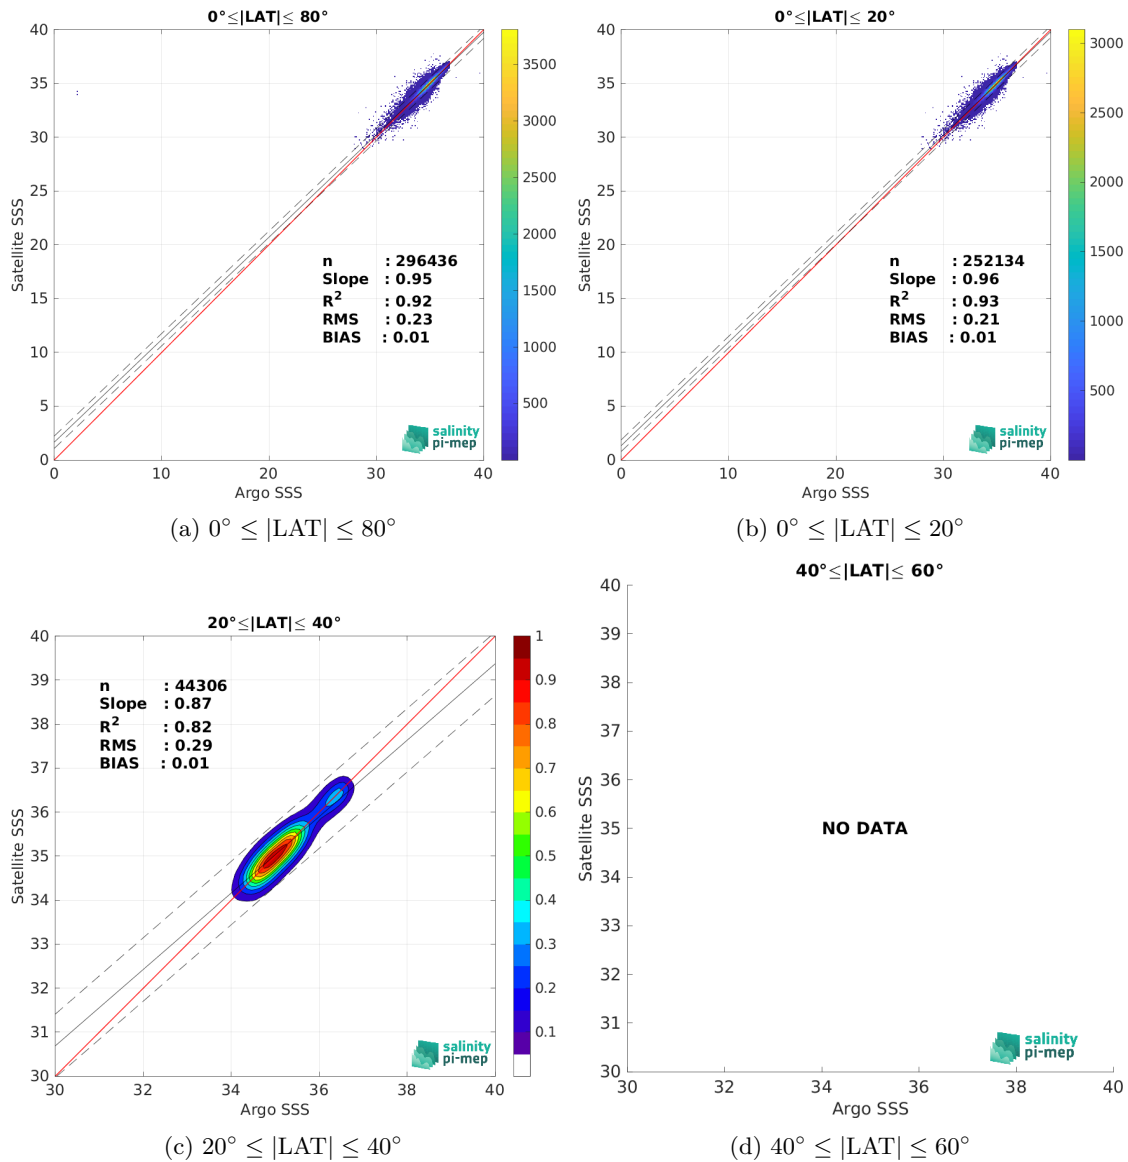 0°≤|LAT|≤ 80°
40
35
30
25
20
15
10
5
0
Satellite SSS
n : 296436
Slope : 0.95
R² : 0.92
RMS : 0.23
BIAS : 0.01
salinity
pi-mep
0 10 20 30 40
Argo SSS
3500
3000
2500
2000
1500
1000
500
(a) 0° ≤ |LAT| ≤ 80°
0°≤|LAT|≤ 20°
40
35
30
25
20
15
10
5
0
Satellite SSS
n : 252134
Slope : 0.96
R² : 0.93
RMS : 0.21
BIAS : 0.01
salinity
pi-mep
0 10 20 30 40
Argo SSS
3000
2500
2000
1500
1000
500
(b) 0° ≤ |LAT| ≤ 20°
20°≤|LAT|≤ 40°
40
39
38
37
36
35
34
33
32
31
30
Satellite SSS
n : 44306
Slope : 0.87
R² : 0.82
RMS : 0.29
BIAS : 0.01
salinity
pi-mep
30 32 34 36 38 40
Argo SSS
1
0.9
0.8
0.7
0.6
0.5
0.4
0.3
0.2
0.1
(c) 20° ≤ |LAT| ≤ 40°
40°≤|LAT|≤ 60°
40
39
38
37
36
35
34
33
32
31
30
Satellite SSS
NO DATA
salinity
pi-mep
30 32 34 36 38 40
Argo SSS
(d) 40° ≤ |LAT| ≤ 60°